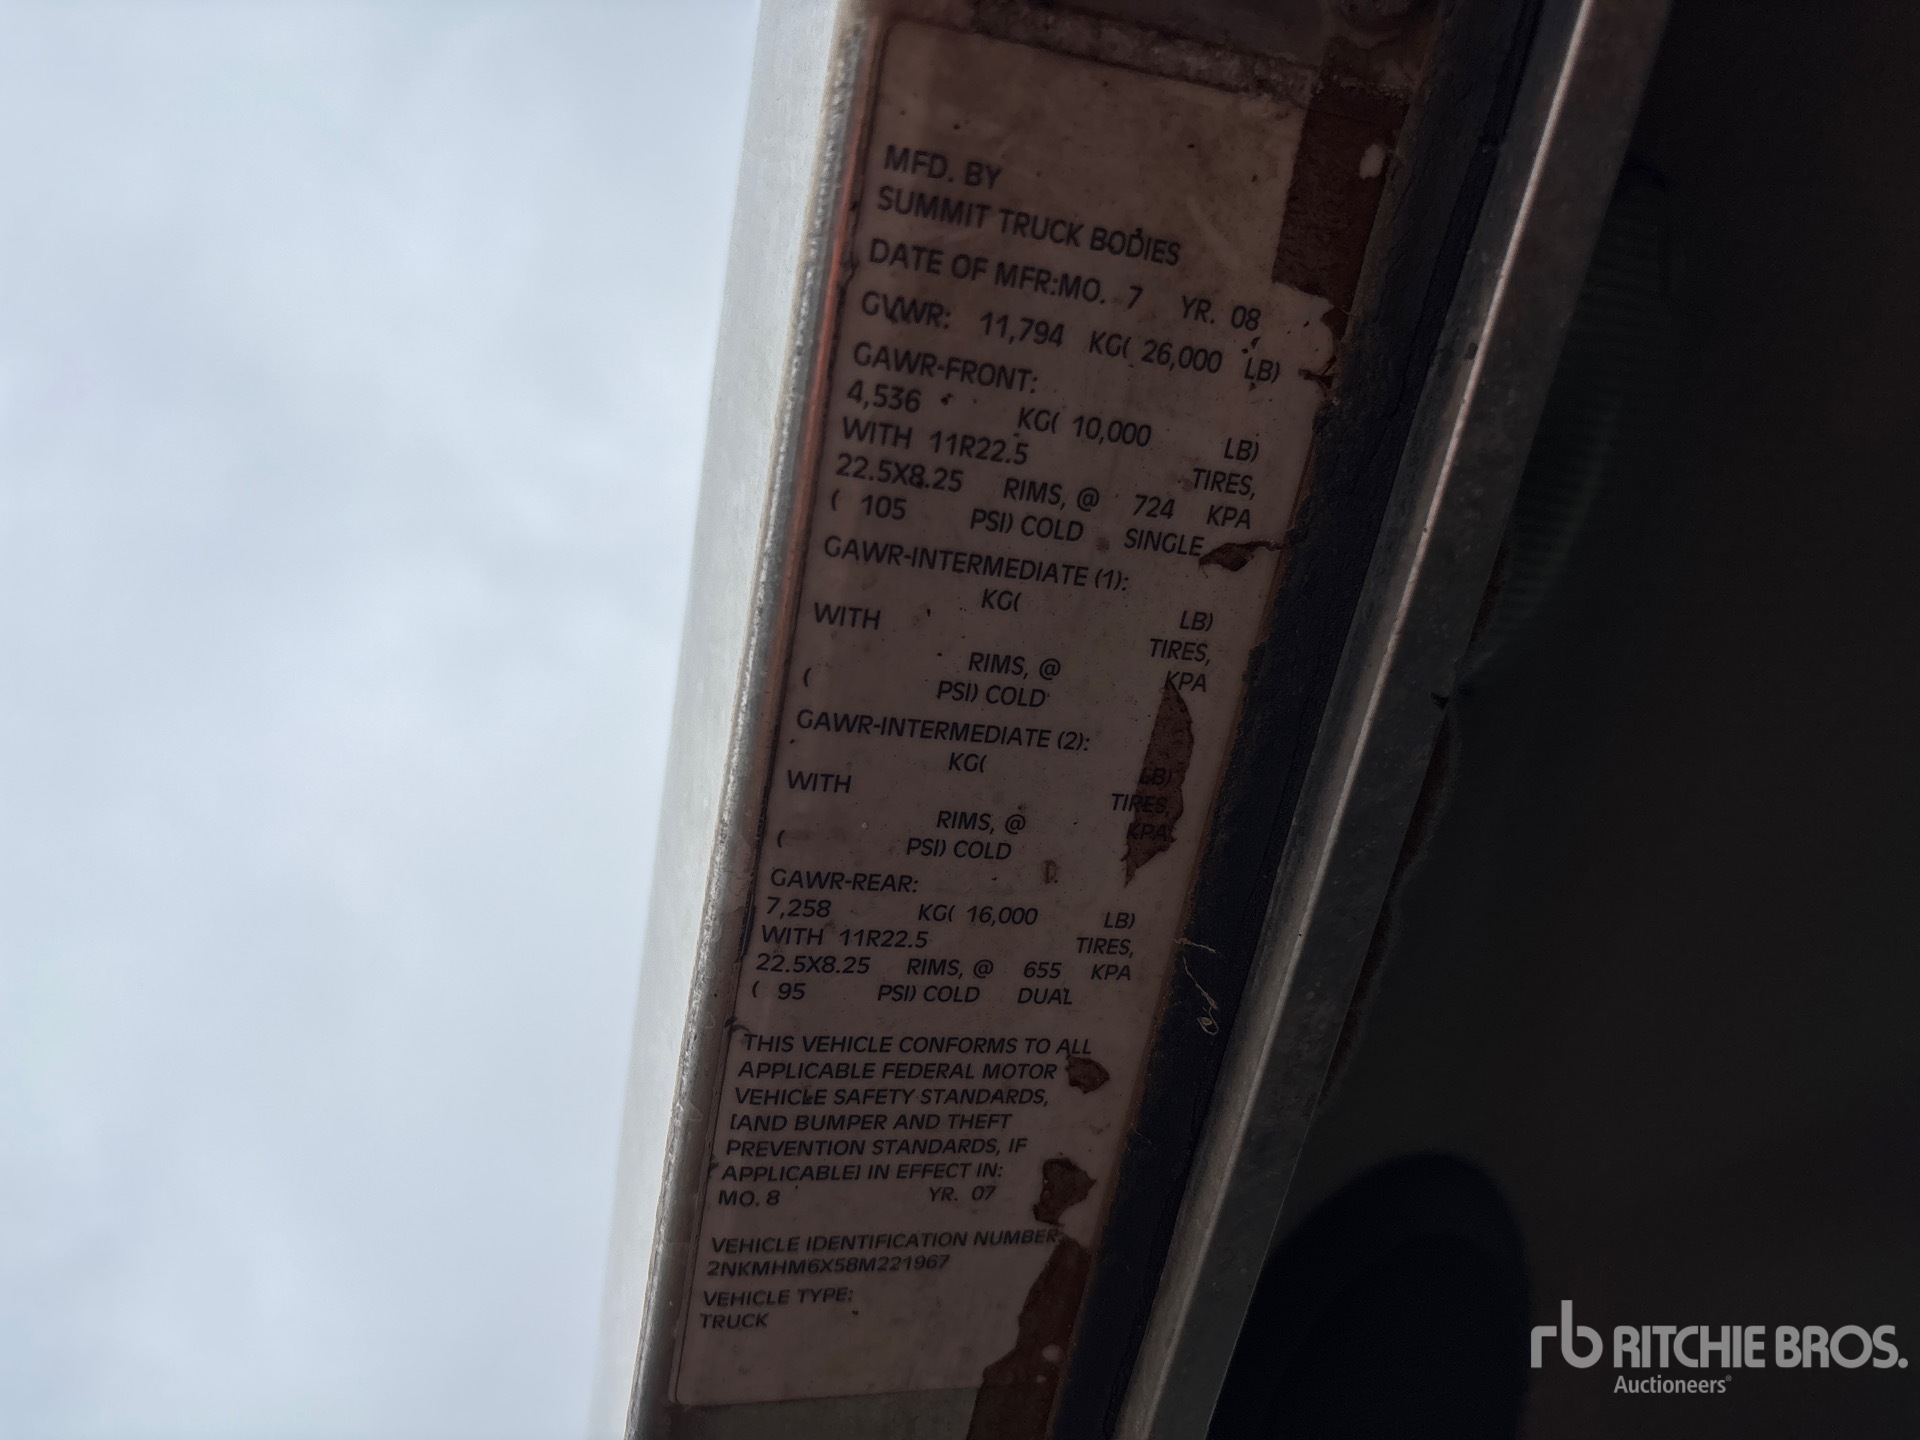 MFD. BY
SUMMIT TRUCK BODIES
DATE OF MFR:MO. 7 YR. 08
GVWR: 11,794 KG( 26,000 LB)
GAWR-FRONT:
4,536 KG( 10,000 LB)
WITH 11R22.5 TIRES,
22.5X8.25 RIMS, @ 724 KPA
( 105 PSI) COLD SINGLE
GAWR-INTERMEDIATE (1):
KG( LB)
WITH TIRES,
RIMS, @ KPA
( PSI) COLD
GAWR-INTERMEDIATE (2):
KG( LB)
WITH TIRES,
RIMS, @ KPA
( PSI) COLD
GAWR-REAR:
7,258 KG( 16,000 LB)
WITH 11R22.5 TIRES,
22.5X8.25 RIMS, @ 655 KPA
( 95 PSI) COLD DUAL
THIS VEHICLE CONFORMS TO ALL
APPLICABLE FEDERAL MOTOR
VEHICLE SAFETY STANDARDS,
[AND BUMPER AND THEFT
PREVENTION STANDARDS, IF
APPLICABLE] IN EFFECT IN:
MO. 8 YR. 07
VEHICLE IDENTIFICATION NUMBER
2NKMHM6X58M221967
VEHICLE TYPE:
TRUCK
rb RITCHIE BROS.
Auctioneers®